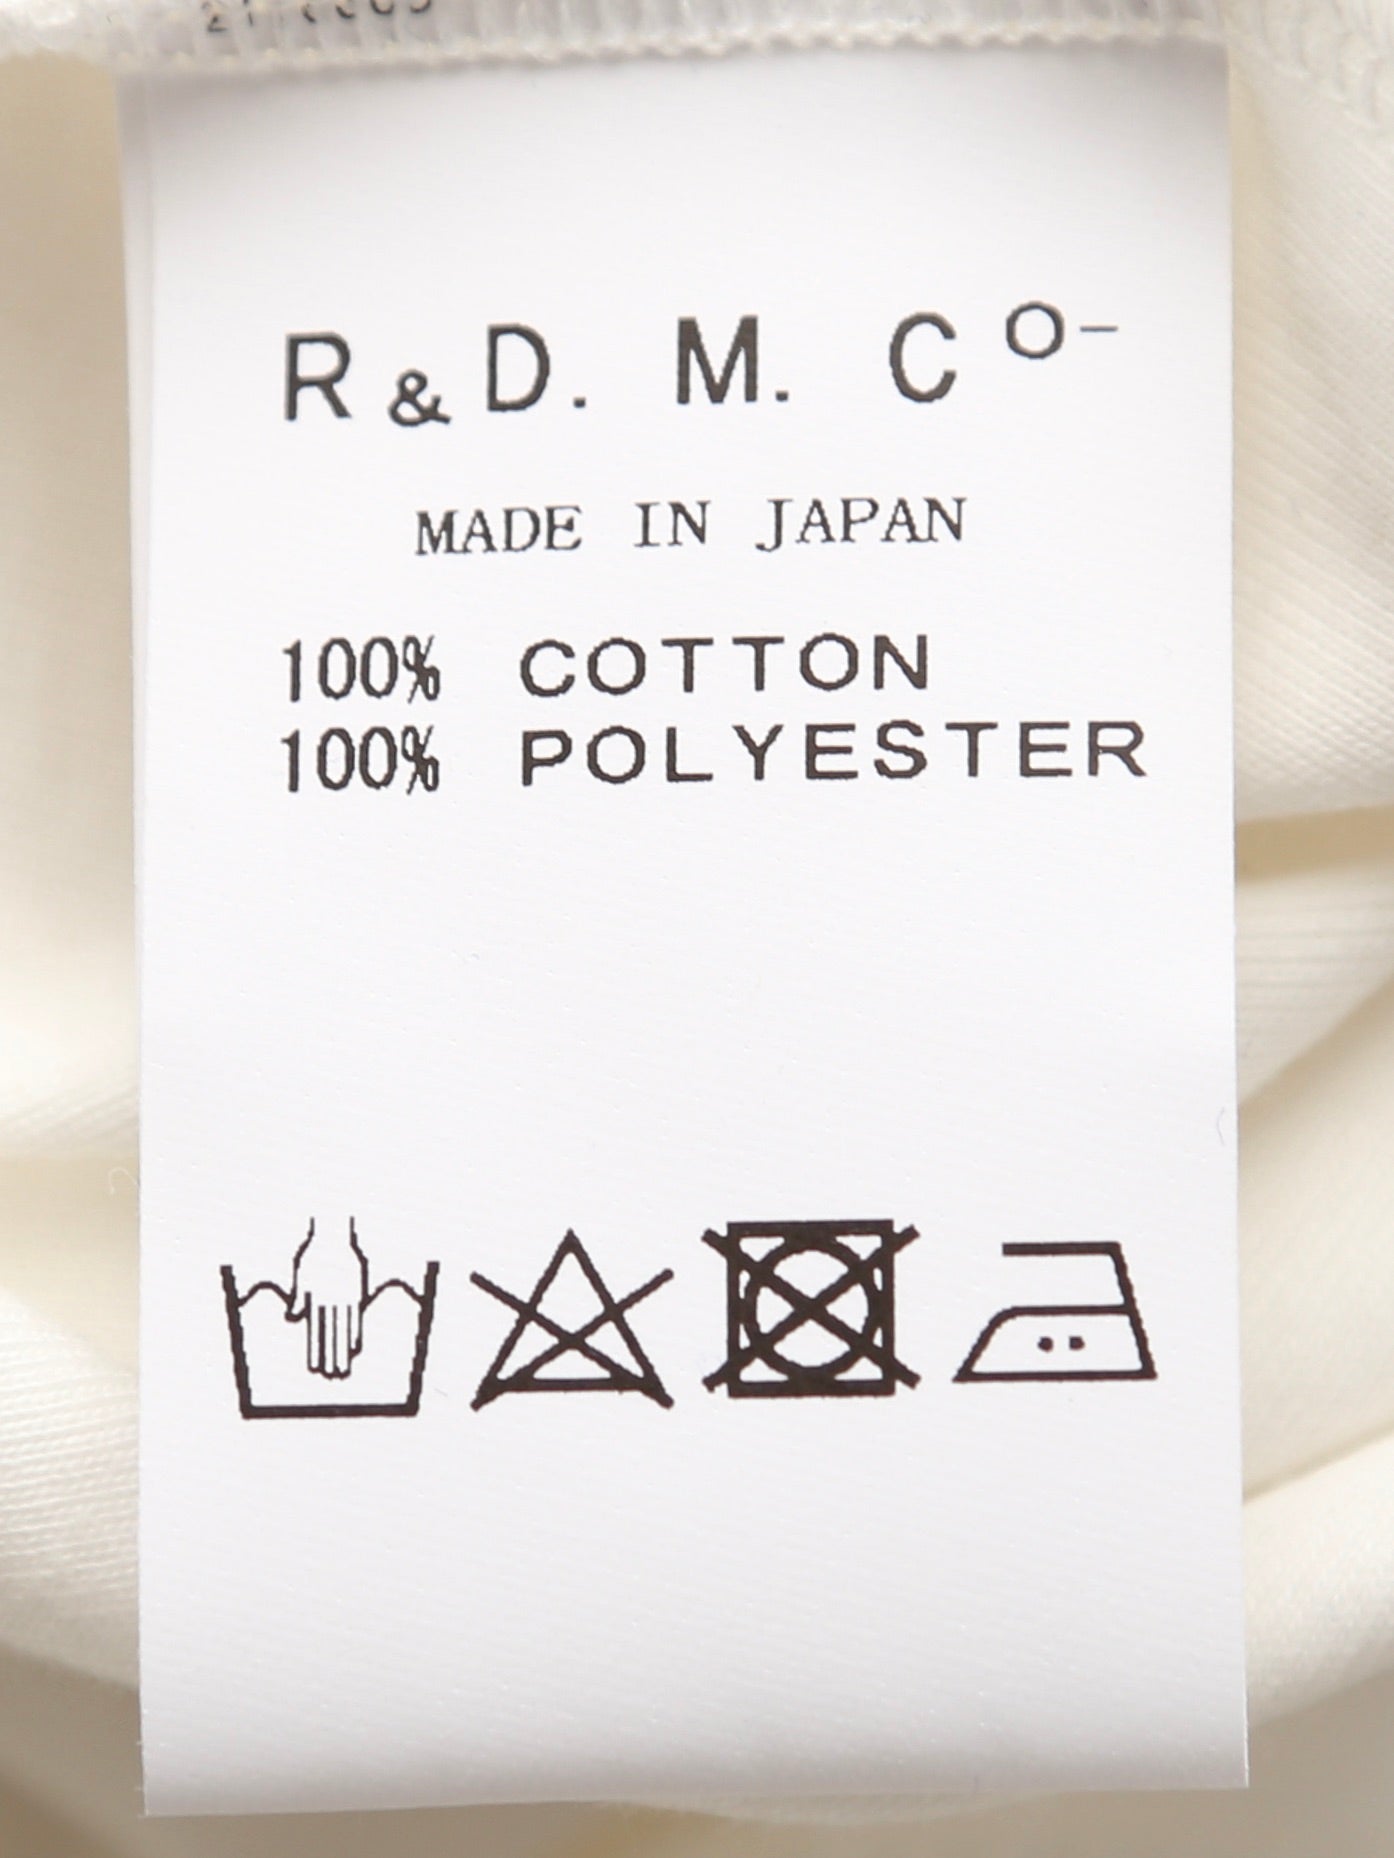 R & D. M. Co-
MADE IN JAPAN
100% COTTON
100% POLYESTER